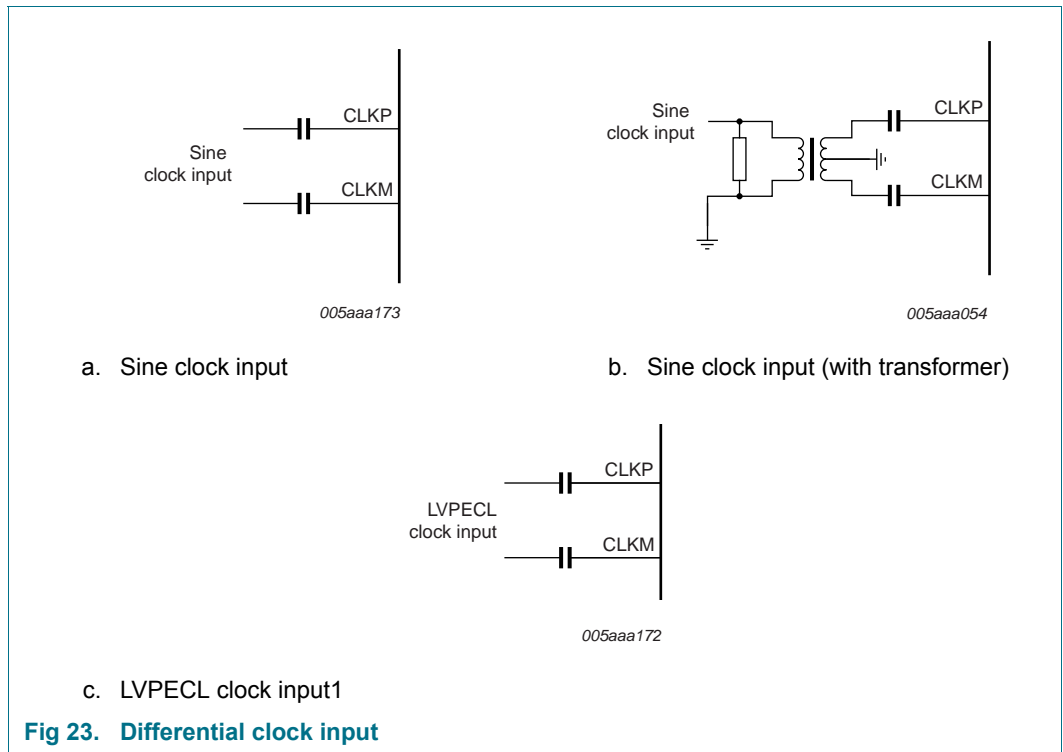 Sine
clock input
CLKP
CLKM
005aaa173
a. Sine clock input
Sine
clock input
CLKP
CLKM
005aaa054
b. Sine clock input (with transformer)
LVPECL
clock input
CLKP
CLKM
005aaa172
c. LVPECL clock input1
Fig 23. Differential clock input